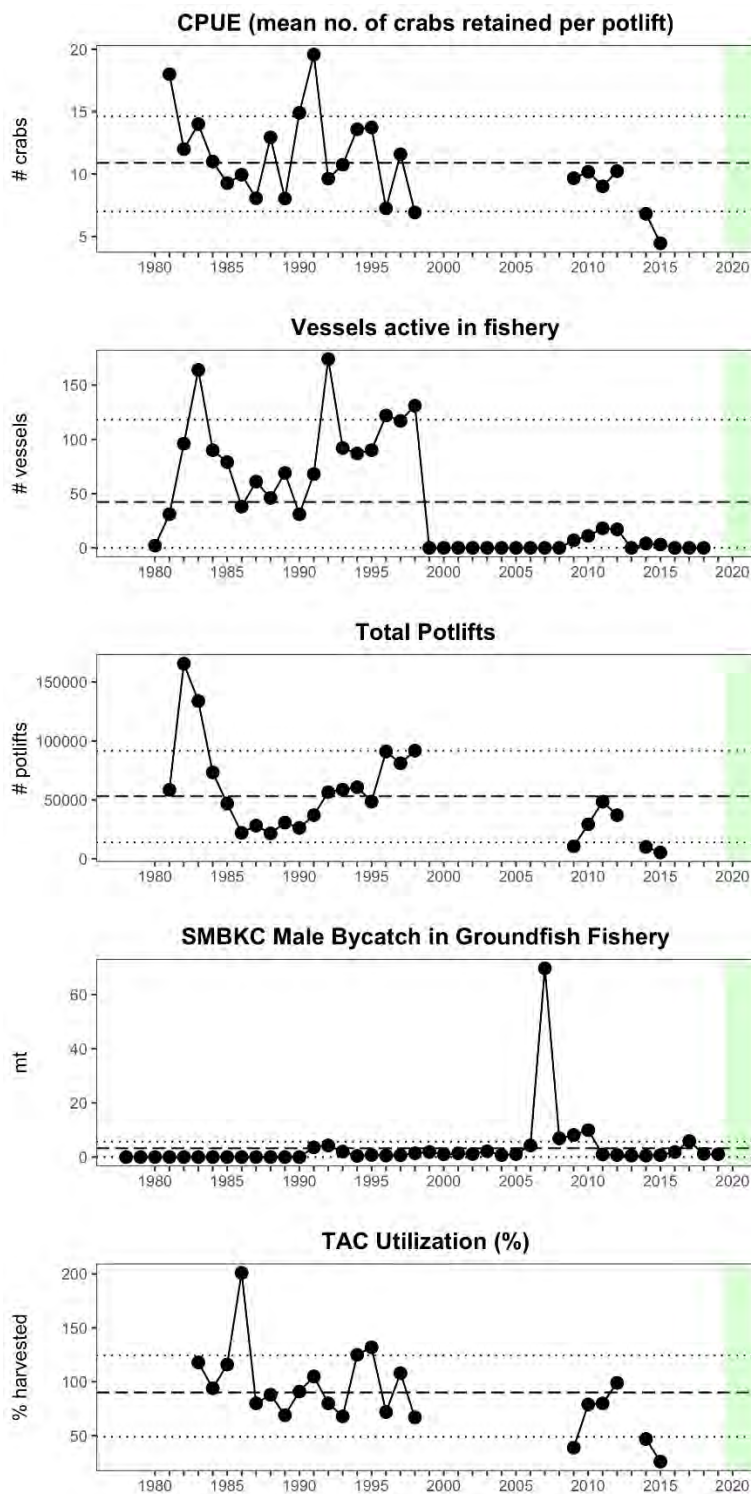 CPUE (mean no. of crabs retained per potlift)
20
15
10
5
# crabs
1980 1985 1990 1995 2000 2005 2010 2015 2020
Vessels active in fishery
150
100
50
0
# vessels
1980 1985 1990 1995 2000 2005 2010 2015 2020
Total Potlifts
150000
100000
50000
0
# potlifts
1980 1985 1990 1995 2000 2005 2010 2015 2020
SMBKC Male Bycatch in Groundfish Fishery
60
40
20
0
mt
1980 1985 1990 1995 2000 2005 2010 2015 2020
TAC Utilization (%)
200
150
100
50
% harvested
1980 1985 1990 1995 2000 2005 2010 2015 2020